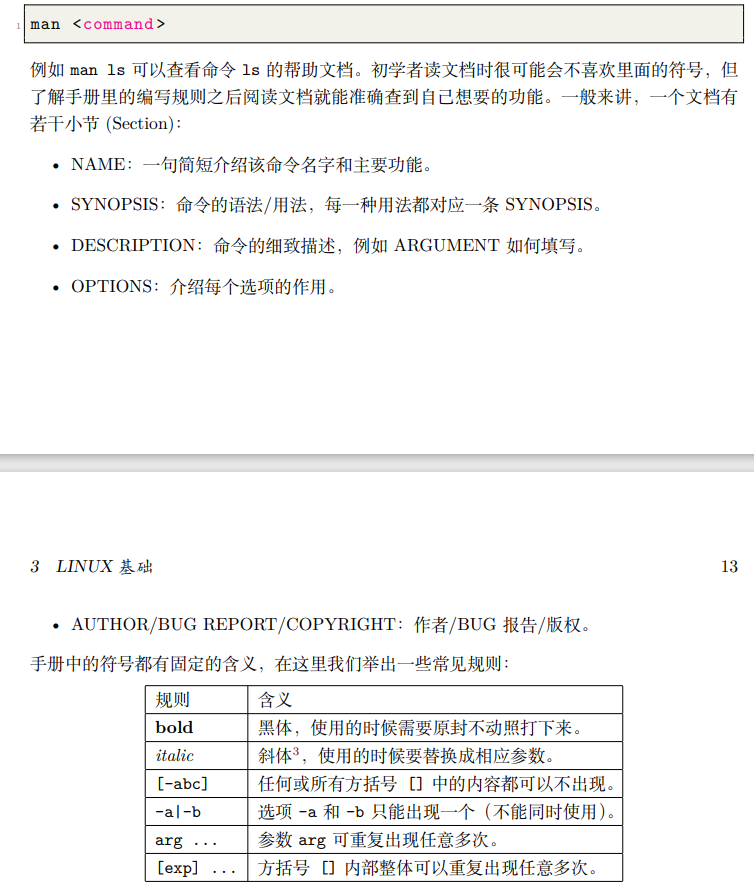 1 man <command>
例如 man ls 可以查看命令 ls 的帮助文档。初学者读文档时很可能会不喜欢里面的符号，但
了解手册里的编写规则之后阅读文档就能准确查到自己想要的功能。一般来讲，一个文档有
若干小节 (Section)：
• NAME：一句简短介绍该命令名字和主要功能。
• SYNOPSIS：命令的语法/用法，每一种用法都对应一条 SYNOPSIS。
• DESCRIPTION：命令的细致描述，例如 ARGUMENT 如何填写。
• OPTIONS：介绍每个选项的作用。
3 LINUX 基础 13
• AUTHOR/BUG REPORT/COPYRIGHT：作者/BUG 报告/版权。
手册中的符号都有固定的含义，在这里我们举出一些常见规则：
规则 含义
bold 黑体，使用的时候需要原封不动照打下来。
italic 斜体3，使用的时候要替换成相应参数。
[-abc] 任何或所有方括号 [] 中的内容都可以不出现。
-a|-b 选项 -a 和 -b 只能出现一个（不能同时使用）。
arg ... 参数 arg 可重复出现任意多次。
[exp] ... 方括号 [] 内部整体可以重复出现任意多次。